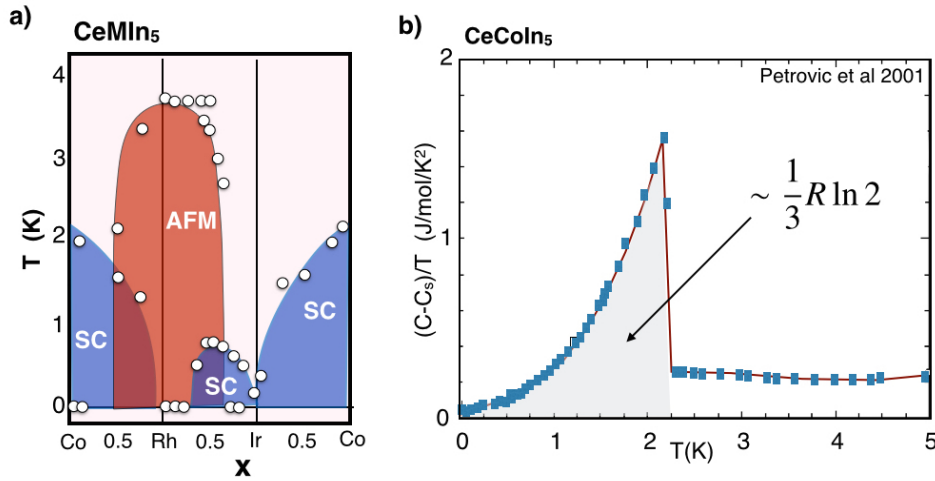 a)
CeMIn₅
4
3
2
1
0
T (K)
AFM
SC
SC
SC
Co 0.5 Rh 0.5 Ir 0.5 Co
x
b)
CeCoIn₅
Petrovic et al 2001
2
1
0
(C-Cₛ)/T (J/mol/K²)
~ 1/3 R ln 2
0 1 2 3 4 5
T(K)